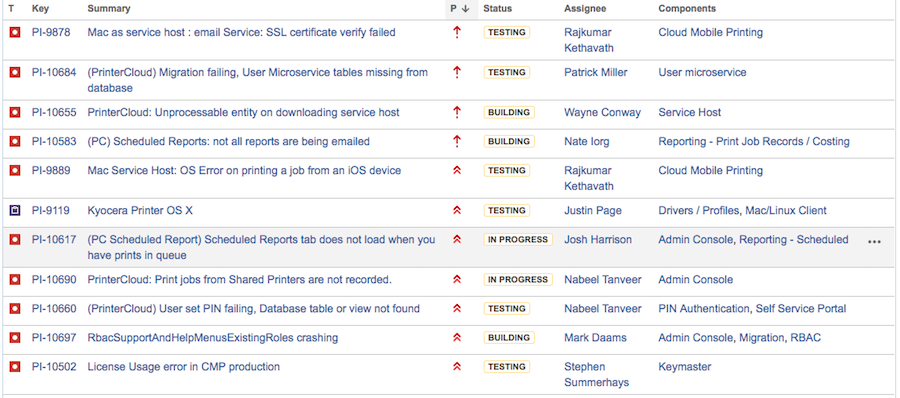 T Key Summary P Status Assignee Components
PI-9878 Mac as service host : email Service: SSL certificate verify failed TESTING Rajkumar Kethavath Cloud Mobile Printing
PI-10684 (PrinterCloud) Migration failing, User Microservice tables missing from database TESTING Patrick Miller User microservice
PI-10655 PrinterCloud: Unprocessable entity on downloading service host BUILDING Wayne Conway Service Host
PI-10583 (PC) Scheduled Reports: not all reports are being emailed BUILDING Nate Iorg Reporting - Print Job Records / Costing
PI-9889 Mac Service Host: OS Error on printing a job from an iOS device TESTING Rajkumar Kethavath Cloud Mobile Printing
PI-9119 Kyocera Printer OS X TESTING Justin Page Drivers / Profiles, Mac/Linux Client
PI-10617 (PC Scheduled Report) Scheduled Reports tab does not load when you have prints in queue IN PROGRESS Josh Harrison Admin Console, Reporting - Scheduled
PI-10690 PrinterCloud: Print jobs from Shared Printers are not recorded. IN PROGRESS Nabeel Tanveer Admin Console
PI-10660 (PrinterCloud) User set PIN failing, Database table or view not found TESTING Nabeel Tanveer PIN Authentication, Self Service Portal
PI-10697 RbacSupportAndHelpMenusExistingRoles crashing BUILDING Mark Daams Admin Console, Migration, RBAC
PI-10502 License Usage error in CMP production TESTING Stephen Summerhays Keymaster